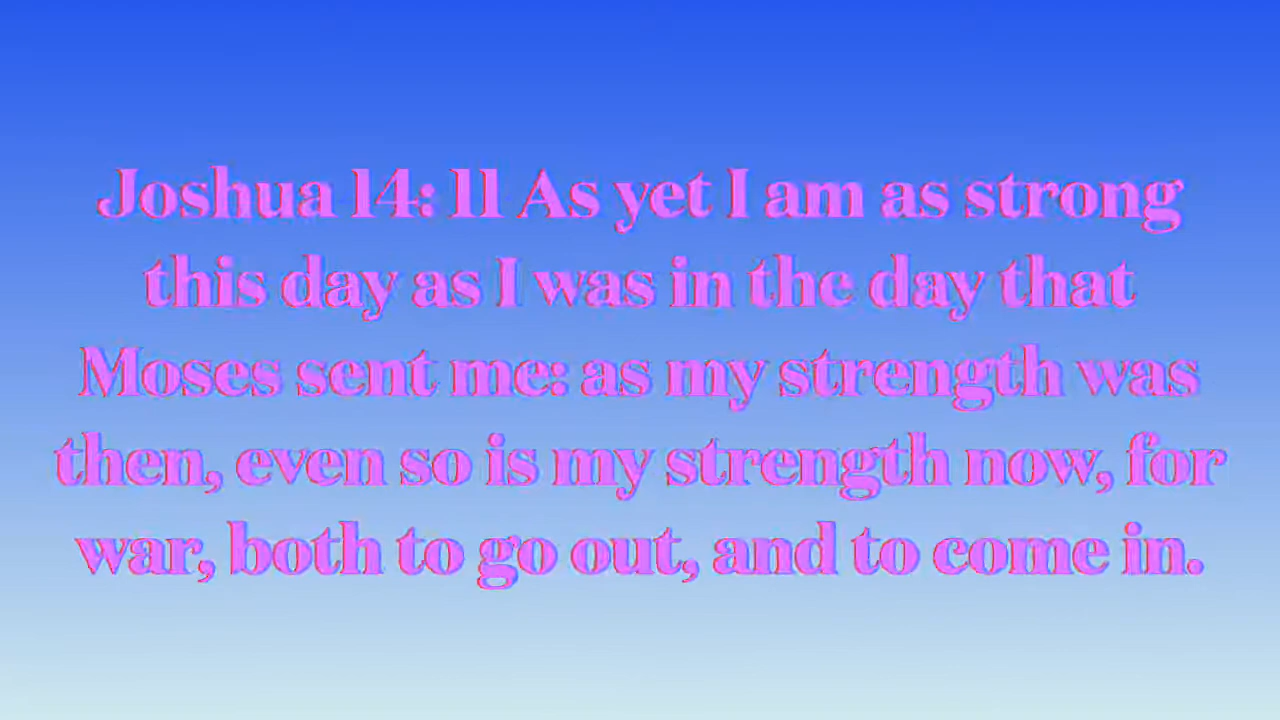 Joshua 14: 11 As yet I am as strong
this day as I was in the day that
Moses sent me: as my strength was
then, even so is my strength now, for
war, both to go out, and to come in.